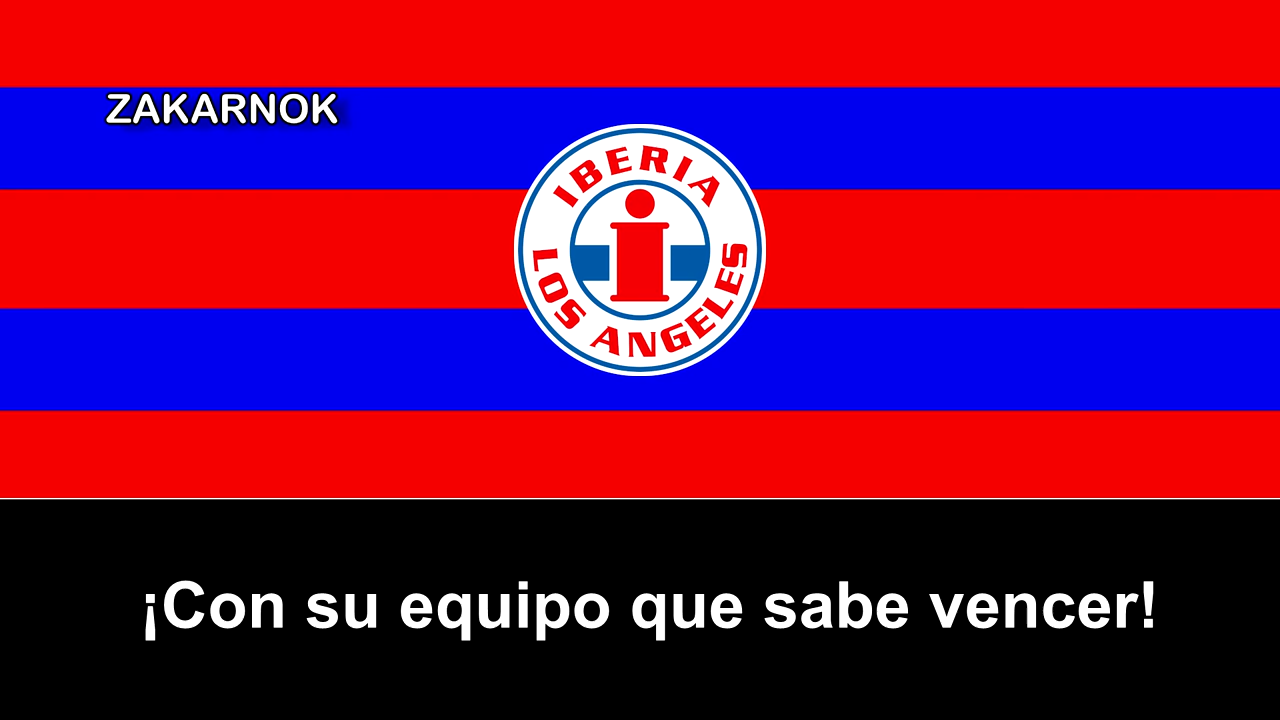 ZAKARNOK
IBERIA
i
LOS ANGELES
¡Con su equipo que sabe vencer!